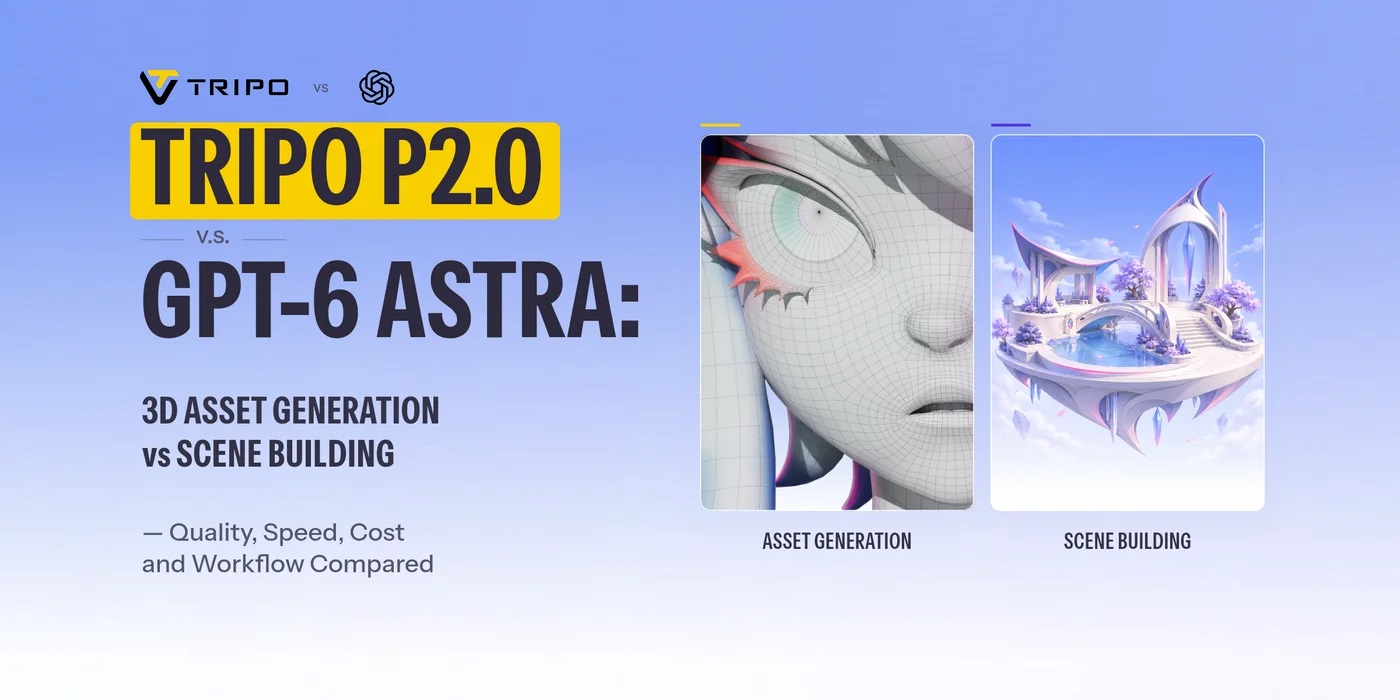 TRIPO vs
TRIPO P2.0
V.S.
GPT-6 ASTRA:
3D ASSET GENERATION
vs SCENE BUILDING
— Quality, Speed, Cost
and Workflow Compared
ASSET GENERATION
SCENE BUILDING